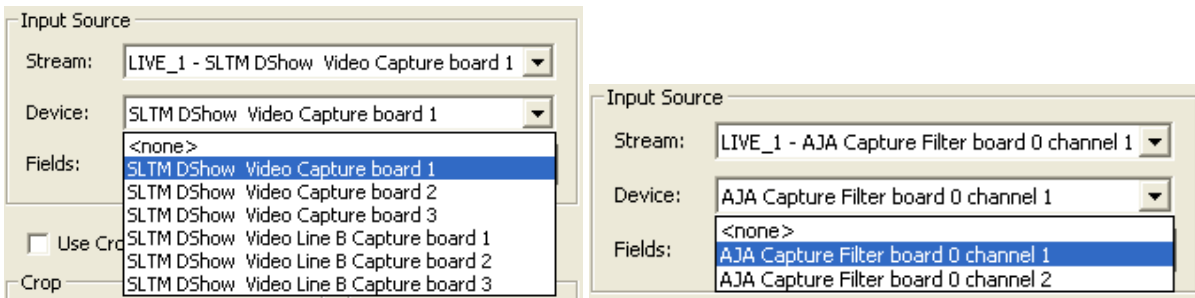 Input Source
Stream: LIVE_1 - SLTM DShow  Video Capture board 1
Device: SLTM DShow  Video Capture board 1
<none>
Fields:
SLTM DShow  Video Capture board 1
SLTM DShow  Video Capture board 2
SLTM DShow  Video Capture board 3
Use Cro
SLTM DShow  Video Line B Capture board 1
SLTM DShow  Video Line B Capture board 2
Crop
SLTM DShow  Video Line B Capture board 3
Input Source
Stream: LIVE_1 - AJA Capture Filter board 0 channel 1
Device: AJA Capture Filter board 0 channel 1
<none>
Fields:
AJA Capture Filter board 0 channel 1
AJA Capture Filter board 0 channel 2